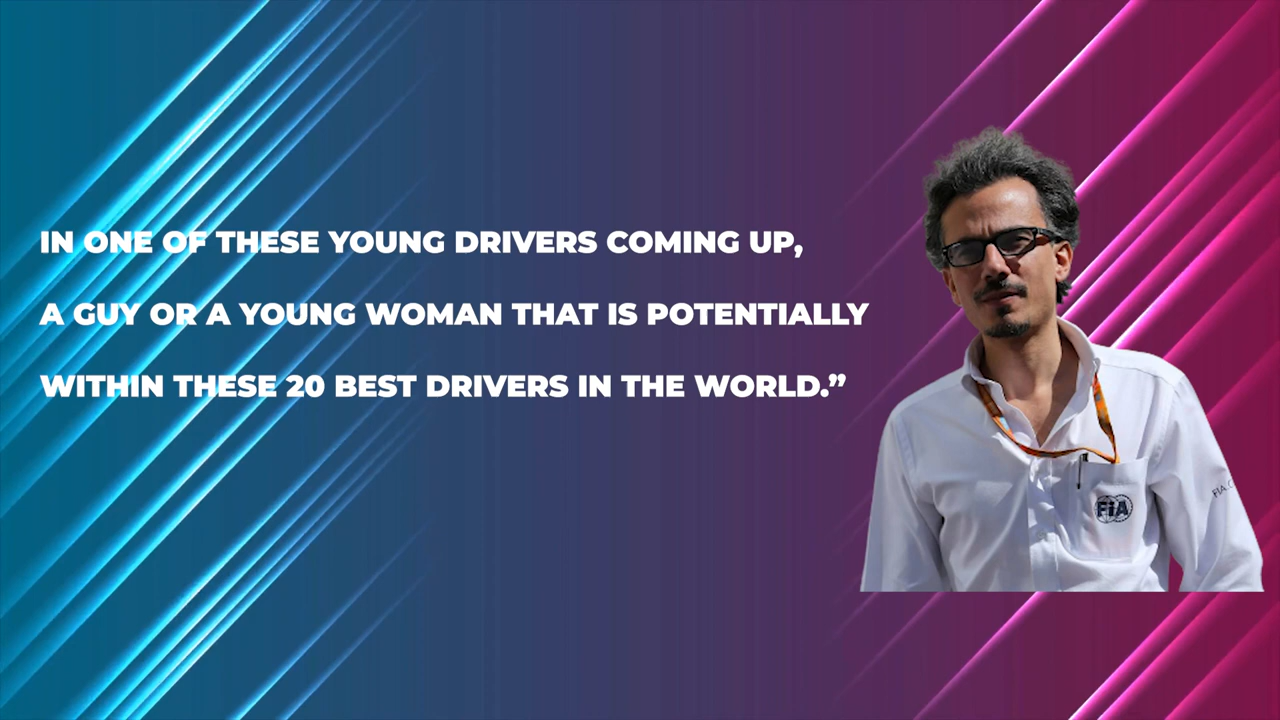 IN ONE OF THESE YOUNG DRIVERS COMING UP,
A GUY OR A YOUNG WOMAN THAT IS POTENTIALLY
WITHIN THESE 20 BEST DRIVERS IN THE WORLD.”
FiA